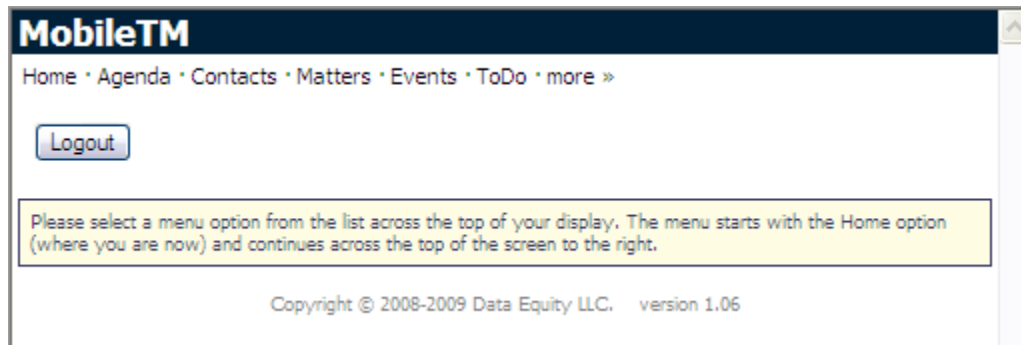 MobileTM
Home · Agenda · Contacts · Matters · Events · ToDo · more »
Logout
Please select a menu option from the list across the top of your display. The menu starts with the Home option
(where you are now) and continues across the top of the screen to the right.
Copyright © 2008-2009 Data Equity LLC. version 1.06